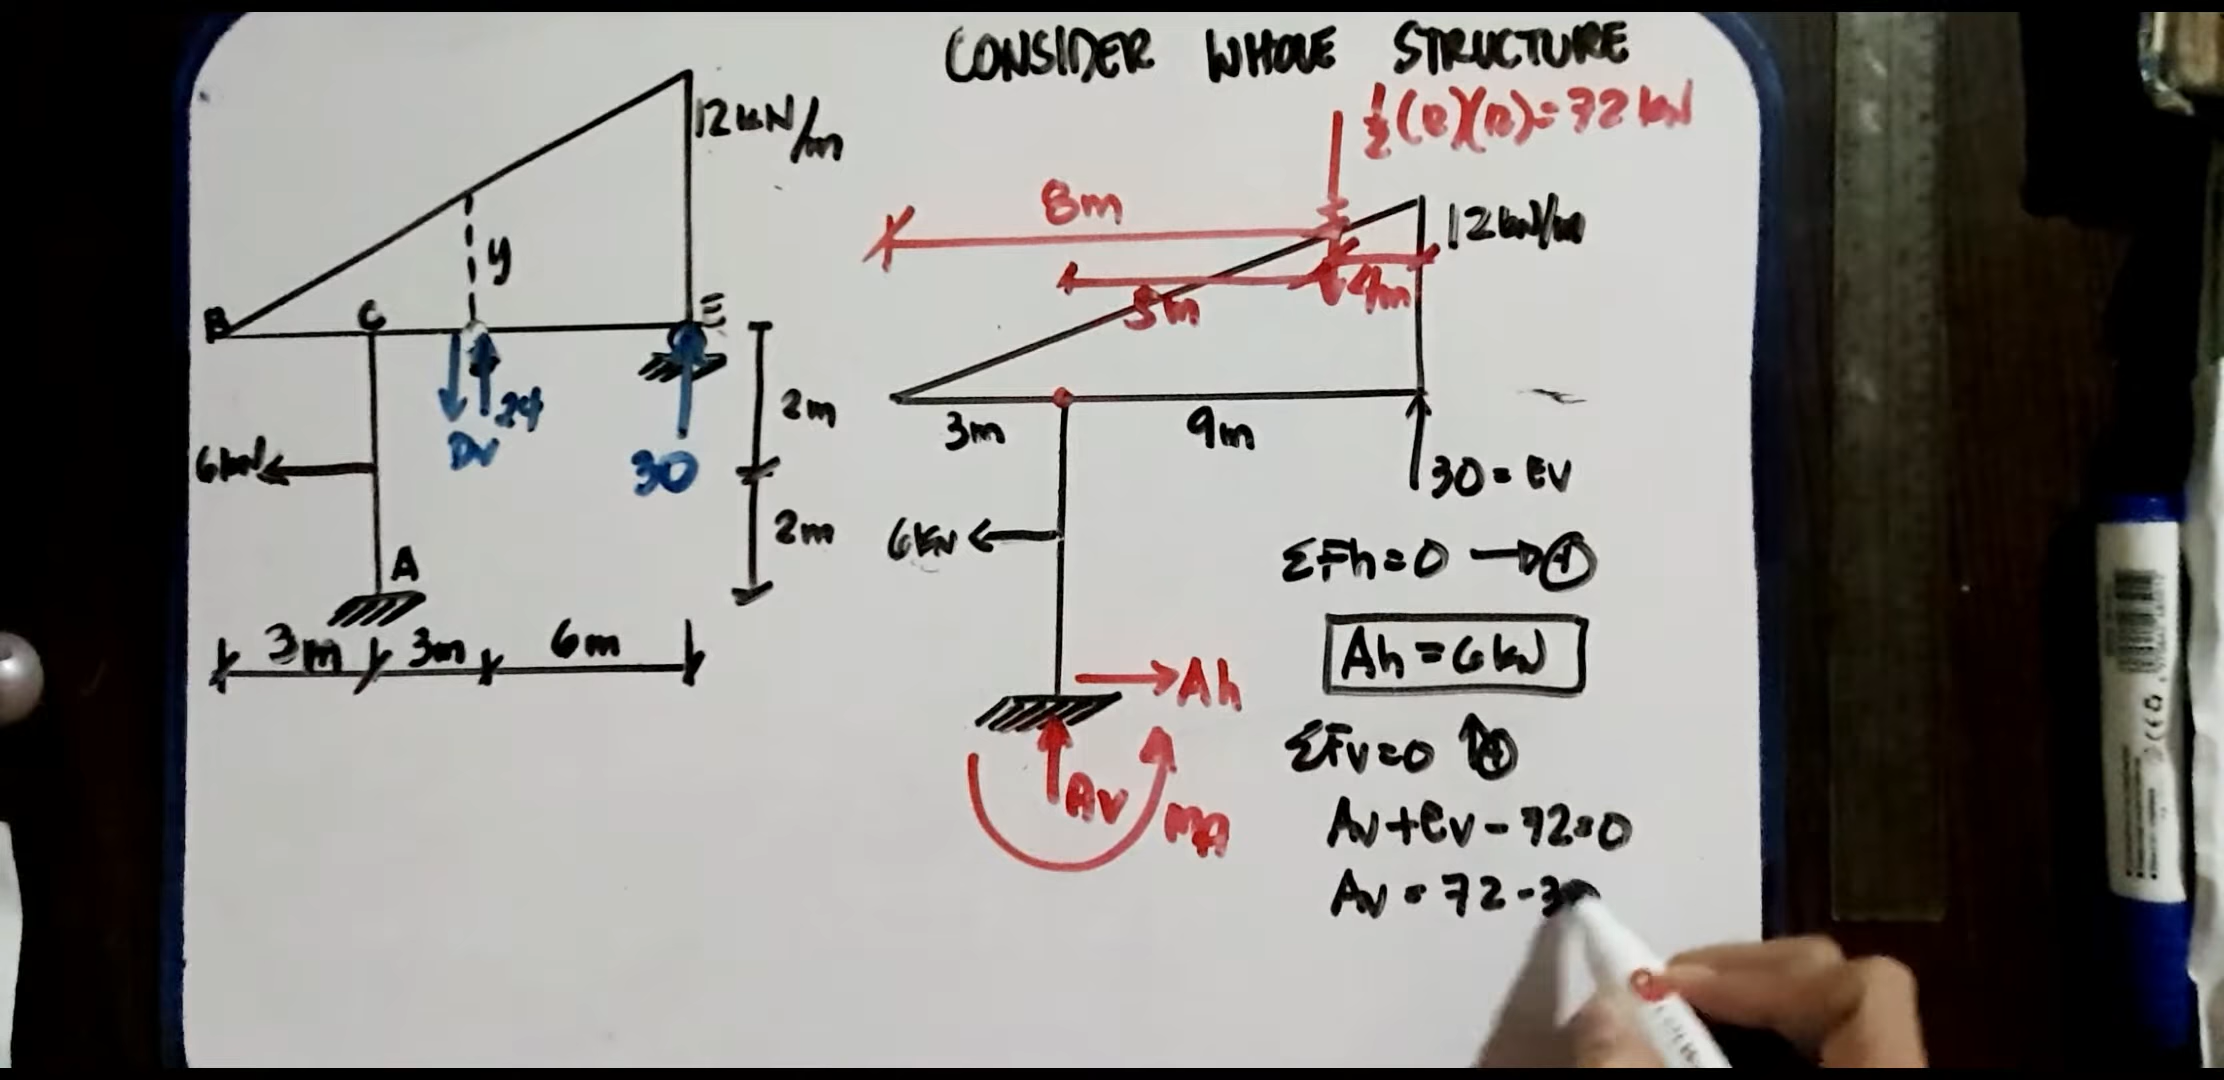 CONSIDER WHOLE STRUCTURE
12kN/m
y
B
C
E
Dv
24
30
6kN
A
2m
2m
3m
3m
6m
½(12)(12)=72kN
8m
12kN/m
5m
4m
3m
9m
30=EV
6kN
Ah
Av
MA
ΣFh=0 → +
Ah=6kN
ΣFv=0 ↑ +
Av+Ev-72=0
Av=72-30